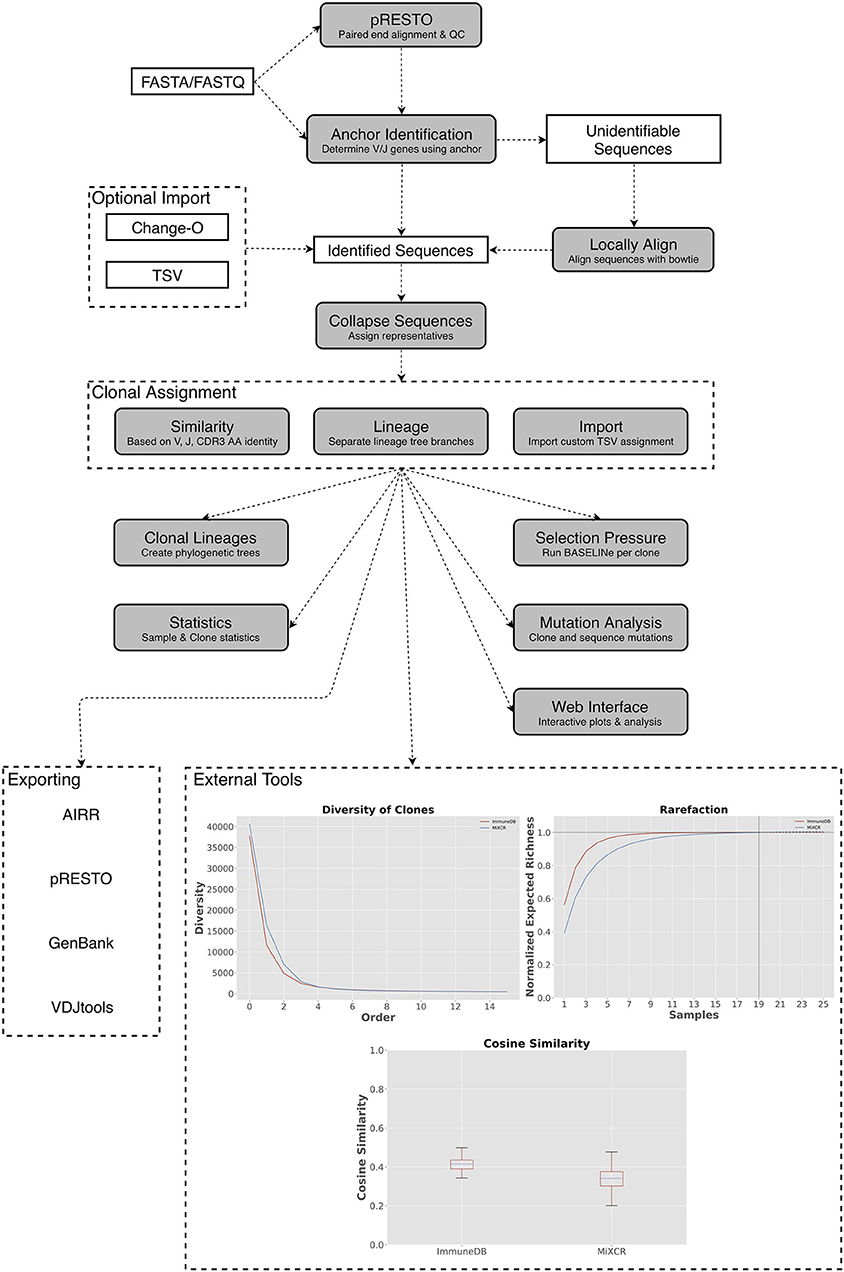 pRESTO
Paired end alignment & QC
FASTA/FASTQ
Anchor Identification
Determine V/J genes using anchor
Unidentifiable
Sequences
Optional Import
Change-O
TSV
Identified Sequences
Locally Align
Align sequences with bowtie
Collapse Sequences
Assign representatives
Clonal Assignment
Similarity
Based on V, J, CDR3 AA identity
Lineage
Separate lineage tree branches
Import
Import custom TSV assignment
Clonal Lineages
Create phylogenetic trees
Selection Pressure
Run BASELINe per clone
Statistics
Sample & Clone statistics
Mutation Analysis
Clone and sequence mutations
Web Interface
Interactive plots & analysis
Exporting
AIRR
pRESTO
GenBank
VDJtools
External Tools
Diversity of Clones
ImmuneDB
MiXCR
40000
35000
30000
25000
20000
15000
10000
5000
0
Diversity
0 2 4 6 8 10 12 14
Order
Rarefaction
ImmuneDB
MiXCR
1.0
0.8
0.6
0.4
0.2
0.0
Normalized Expected Richness
1 3 5 7 9 11 13 15 17 19 21 23 25
Samples
Cosine Similarity
1.0
0.8
0.6
0.4
0.2
0.0
Cosine Similarity
ImmuneDB MiXCR